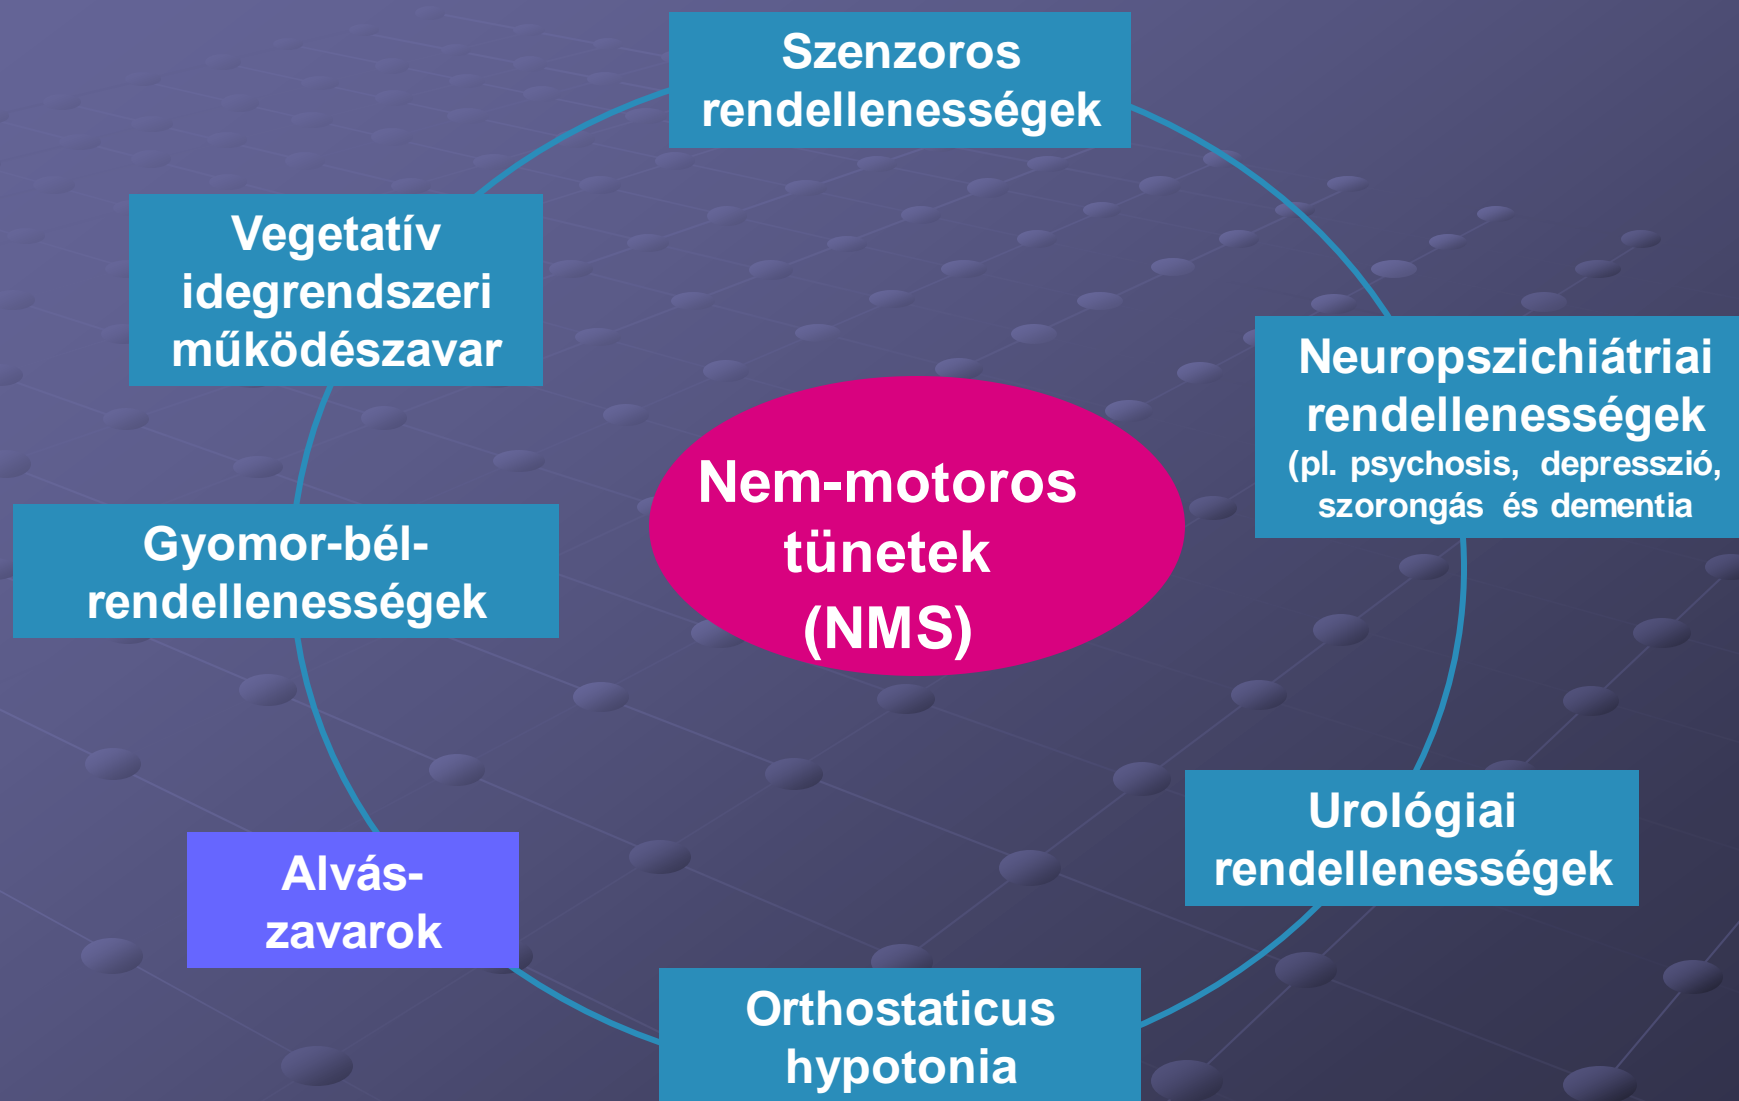 Szenzoros
rendellenességek
Vegetatív
idegrendszeri
működészavar
Neuropszichiátriai
rendellenességek
(pl. psychosis, depresszió,
szorongás és dementia
Nem-motoros
tünetek
(NMS)
Gyomor-bél-
rendellenességek
Urológiai
rendellenességek
Alvás-
zavarok
Orthostaticus
hypotonia